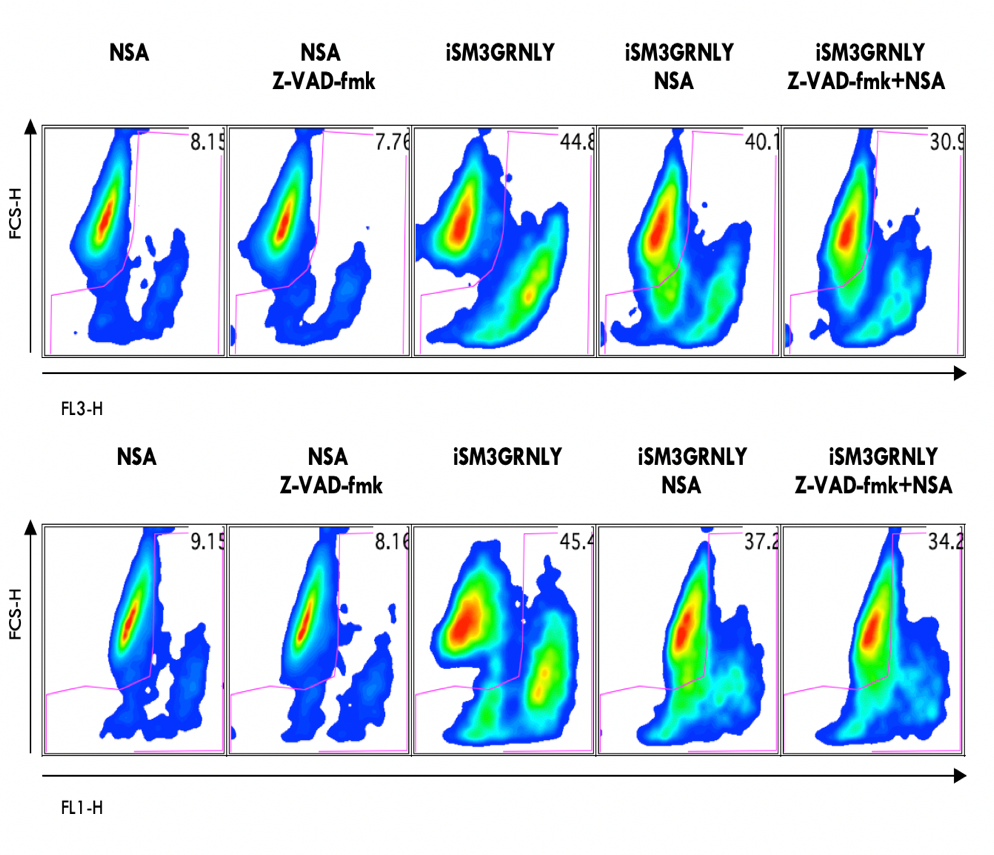 NSA NSA iSM3GRNLY iSM3GRNLY iSM3GRNLY
Z-VAD-fmk NSA Z-VAD-fmk+NSA
8.15 7.76 44.8 40.1 30.9
FCS-H
FL3-H
NSA NSA iSM3GRNLY iSM3GRNLY iSM3GRNLY
Z-VAD-fmk NSA Z-VAD-fmk+NSA
9.15 8.16 45.4 37.2 34.2
FCS-H
FL1-H